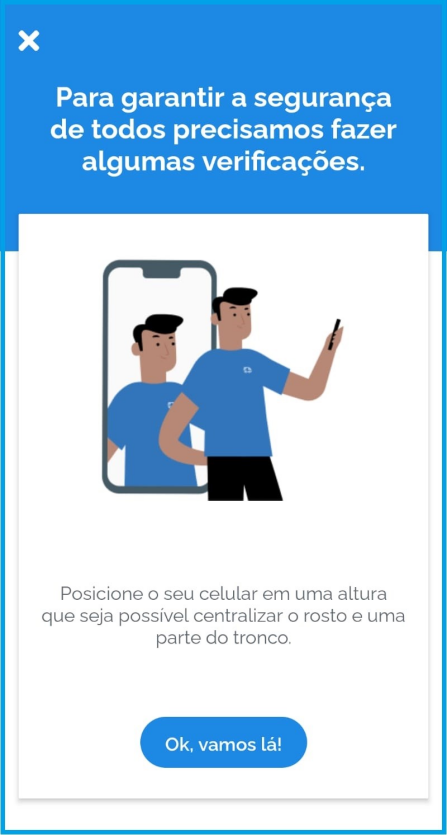 Para garantir a segurança
de todos precisamos fazer
algumas verificações.
Posicione o seu celular em uma altura
que seja possível centralizar o rosto e uma
parte do tronco.
Ok, vamos lá!